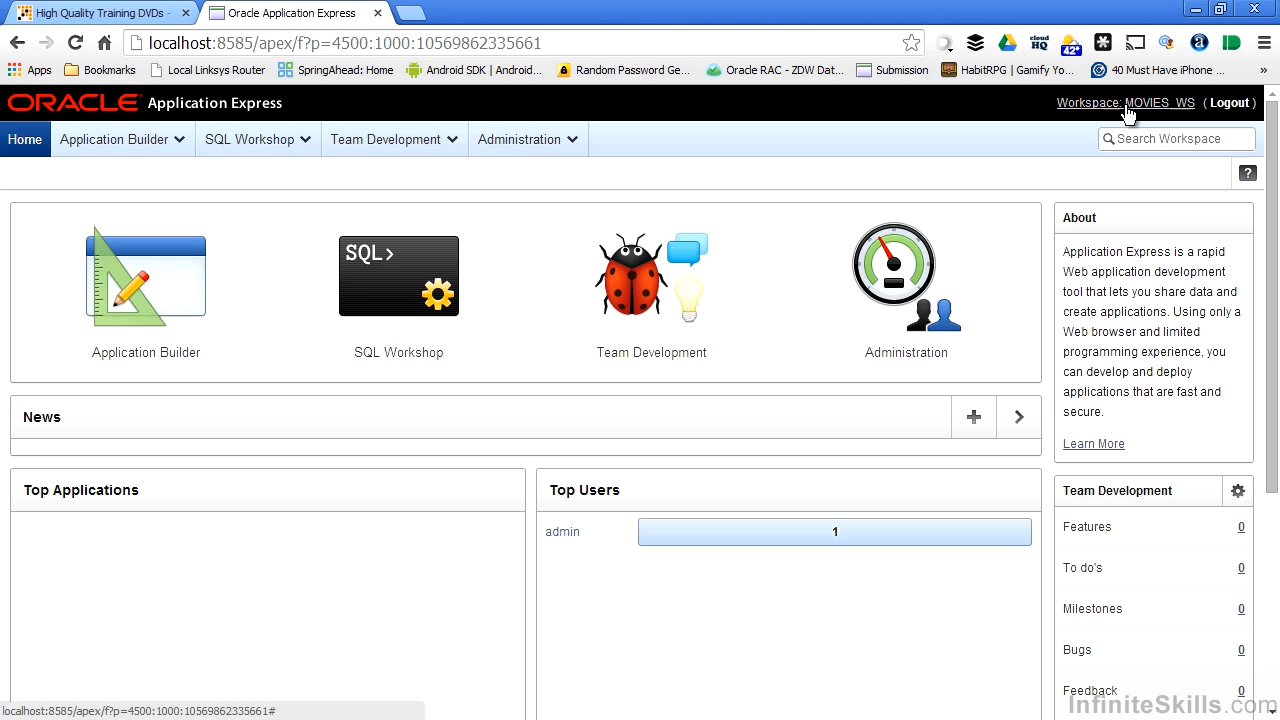 High Quality Training DVDs -
Oracle Application Express
localhost:8585/apex/f?p=4500:1000:10569862335661
42°
Apps
Bookmarks
Local Linksys Router
SpringAhead: Home
Android SDK | Android...
Random Password Ge...
Oracle RAC - ZDW Dat...
Submission
HabitRPG | Gamify Yo...
40 Must Have iPhone ...
»
ORACLE Application Express
Workspace: MOVIES_WS ( Logout )
Home
Application Builder
SQL Workshop
Team Development
Administration
Search Workspace
?
SQL>
Application Builder
SQL Workshop
Team Development
Administration
About
Application Express is a rapid
Web application development
tool that lets you share data and
create applications. Using only a
Web browser and limited
programming experience, you
can develop and deploy
applications that are fast and
secure.
Learn More
News
Top Applications
Top Users
admin
1
Team Development
Features 0
To do's 0
Milestones 0
Bugs 0
Feedback 0
localhost:8585/apex/f?p=4500:1000:10569862335661#
InfiniteSkills.com